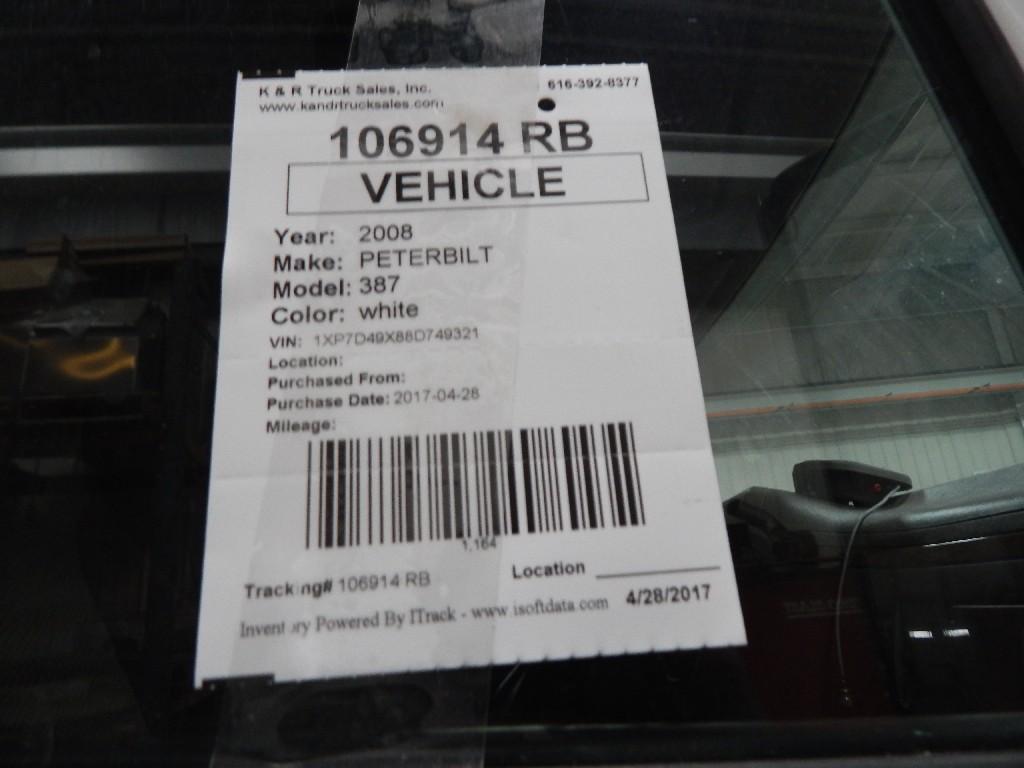 K & R Truck Sales, Inc. 616-392-8377
www.kandrtrucksales.com
106914 RB
VEHICLE
Year: 2008
Make: PETERBILT
Model: 387
Color: white
VIN: 1XP7D49X88D749321
Location:
Purchased From:
Purchase Date: 2017-04-28
Mileage:
1,164
Tracking# 106914 RB Location
Inventory Powered By ITrack - www.isoftdata.com 4/28/2017